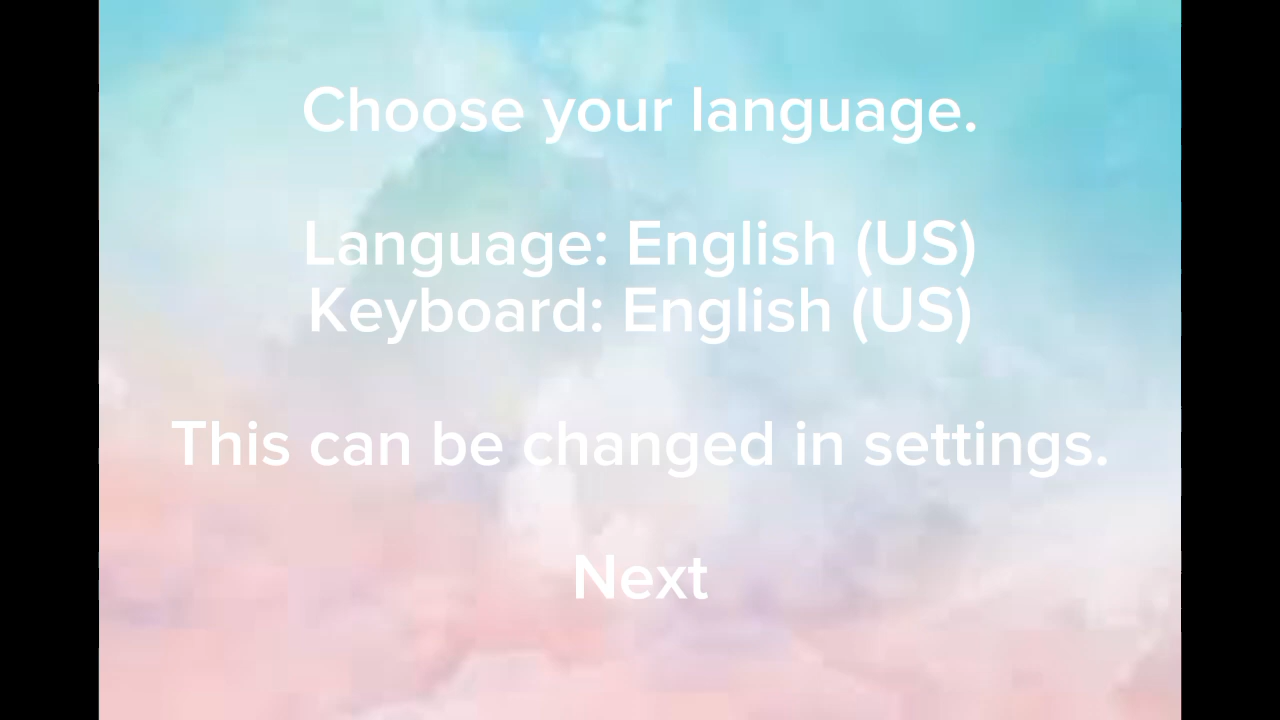 Choose your language.
Language: English (US)
Keyboard: English (US)
This can be changed in settings.
Next